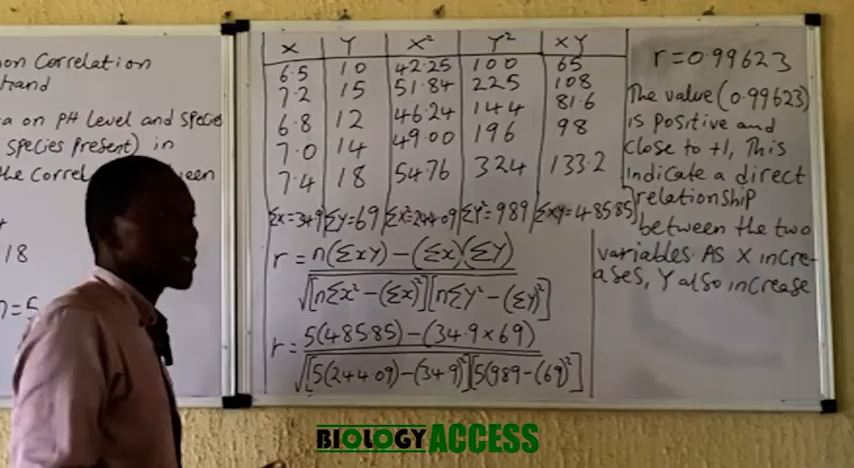 on Correlation
trand
a on PH level and species
species present) in
he Correl ween
18
n=5
X Y X² Y² XY
6.5 10 42.25 100 65
7.2 15 51.84 225 108
6.8 12 46.24 144 81.6
7.0 14 49.00 196 98
7.4 18 54.76 324 133.2
Σx=34.9 ΣY=69 Σx²=244.09 ΣY²=989 Σxy=485.85
r = n(Σxy) – (Σx)(ΣY)
√[nΣx² – (Σx)²][nΣY² – (ΣY)²]
r = 5(485.85) – (34.9 x 69)
√[5(244.09) – (34.9)²][5(989 – (69)²]
r = 0.99623
The value (0.99623)
is positive and
close to +1, This
indicate a direct
relationship
between the two
variables. As X incre-
ases, Y also increase
BIOLOGY ACCESS